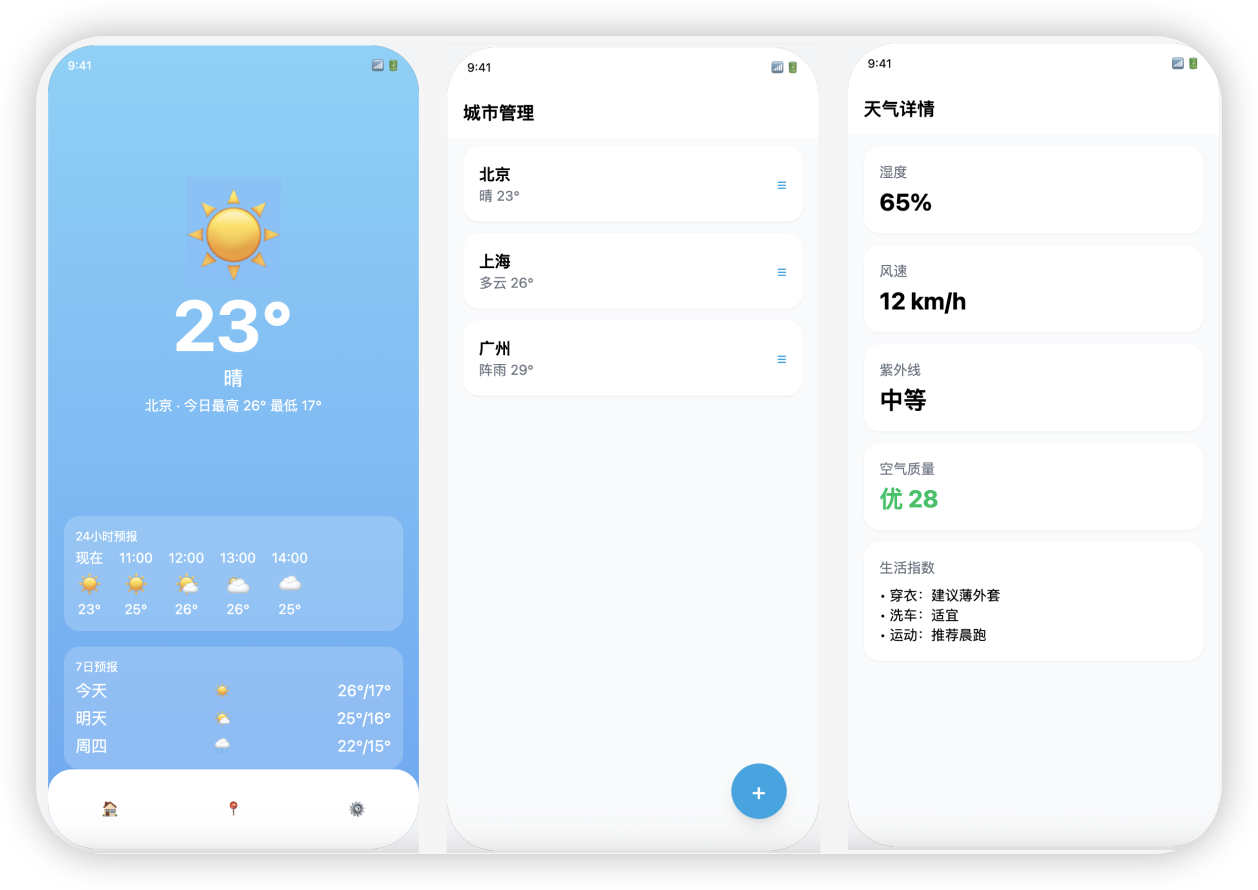 9:41
23°
晴
北京 · 今日最高 26° 最低 17°
24小时预报
现在 11:00 12:00 13:00 14:00
23° 25° 26° 26° 25°
7日预报
今天 26°/17°
明天 25°/16°
周四 22°/15°
9:41
城市管理
北京
晴 23°
上海
多云 26°
广州
阵雨 29°
+
9:41
天气详情
湿度
65%
风速
12 km/h
紫外线
中等
空气质量
优 28
生活指数
• 穿衣：建议薄外套
• 洗车：适宜
• 运动：推荐晨跑